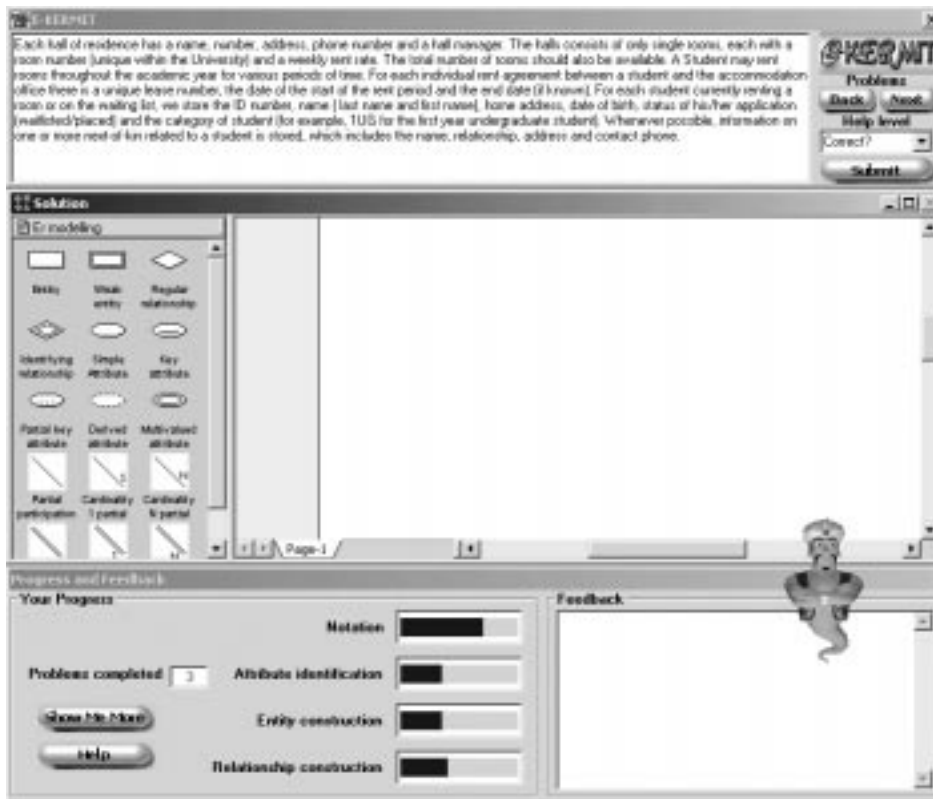 E-KERMIT
Each hall of residence has a name, number, address, phone number and a hall manager. The halls consists of only single rooms, each with a
room number (unique within the University) and a weekly rent rate. The total number of rooms should also be available. A Student may rent
rooms throughout the academic year for various periods of time. For each individual rent agreement between a student and the accommodation
office there is a unique lease number, the date of the start of the rent period and the end date (if known). For each student currently renting a
room or on the waiting list, we store the ID number, name (last name and first name), home address, date of birth, status of his/her application
(waitlisted/placed) and the category of student (for example, 1UG for the first year undergraduate student). Whenever possible, information on
one or more next of kin related to a student is stored, which includes the name, relationship, address and contact phone.
E-KERMIT
Problems
Back Next
Help level
Correct?
Submit
Solution
Er modelling
Entity Weak entity Regular relationship
Identifying relationship Simple Attribute Key attribute
Partial key attribute Derived attribute Multivalued attribute
1 N
Partial participation Cardinality 1 partial Cardinality N partial
1 N
Page-1
Progress and Feedback
Your Progress
Notation
Problems completed 3
Attribute identification
Show Me More
Entity construction
Help
Relationship construction
Feedback